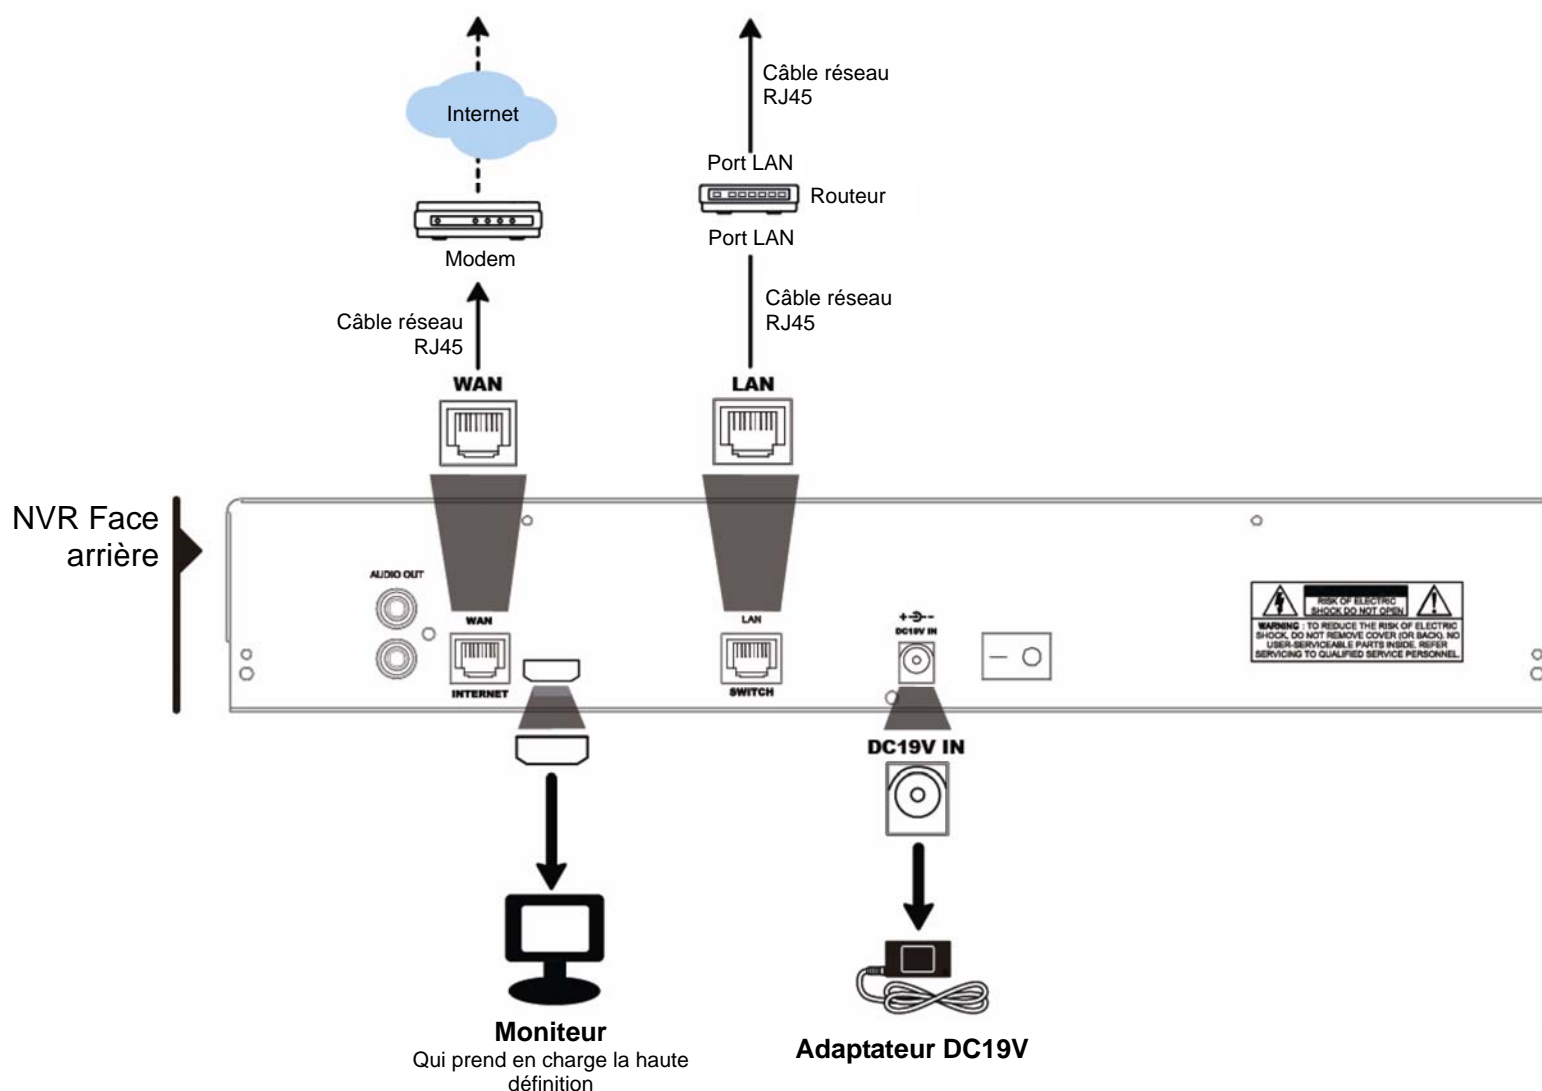 Internet
Modem
Câble réseau
RJ45
WAN
Câble réseau
RJ45
Port LAN
Routeur
Port LAN
Câble réseau
RJ45
LAN
NVR Face
arrière
AUDIO OUT
WAN
INTERNET
LAN
SWITCH
DC19V IN
— O
RISK OF ELECTRIC
SHOCK DO NOT OPEN
WARNING : TO REDUCE THE RISK OF ELECTRIC
SHOCK, DO NOT REMOVE COVER (OR BACK). NO
USER-SERVICEABLE PARTS INSIDE. REFER
SERVICING TO QUALIFIED SERVICE PERSONNEL.
DC19V IN
Moniteur
Qui prend en charge la haute
définition
Adaptateur DC19V